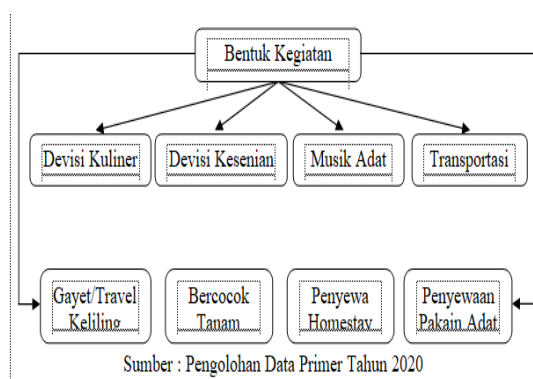 Bentuk Kegiatan
Devisi Kuliner
Devisi Kesenian
Musik Adat
Transportasi
Gayet/Travel
Keliling
Bercocok
Tanam
Penyewa
Homestay
Penyewaan
Pakain Adat
Sumber : Pengolohan Data Primer Tahun 2020